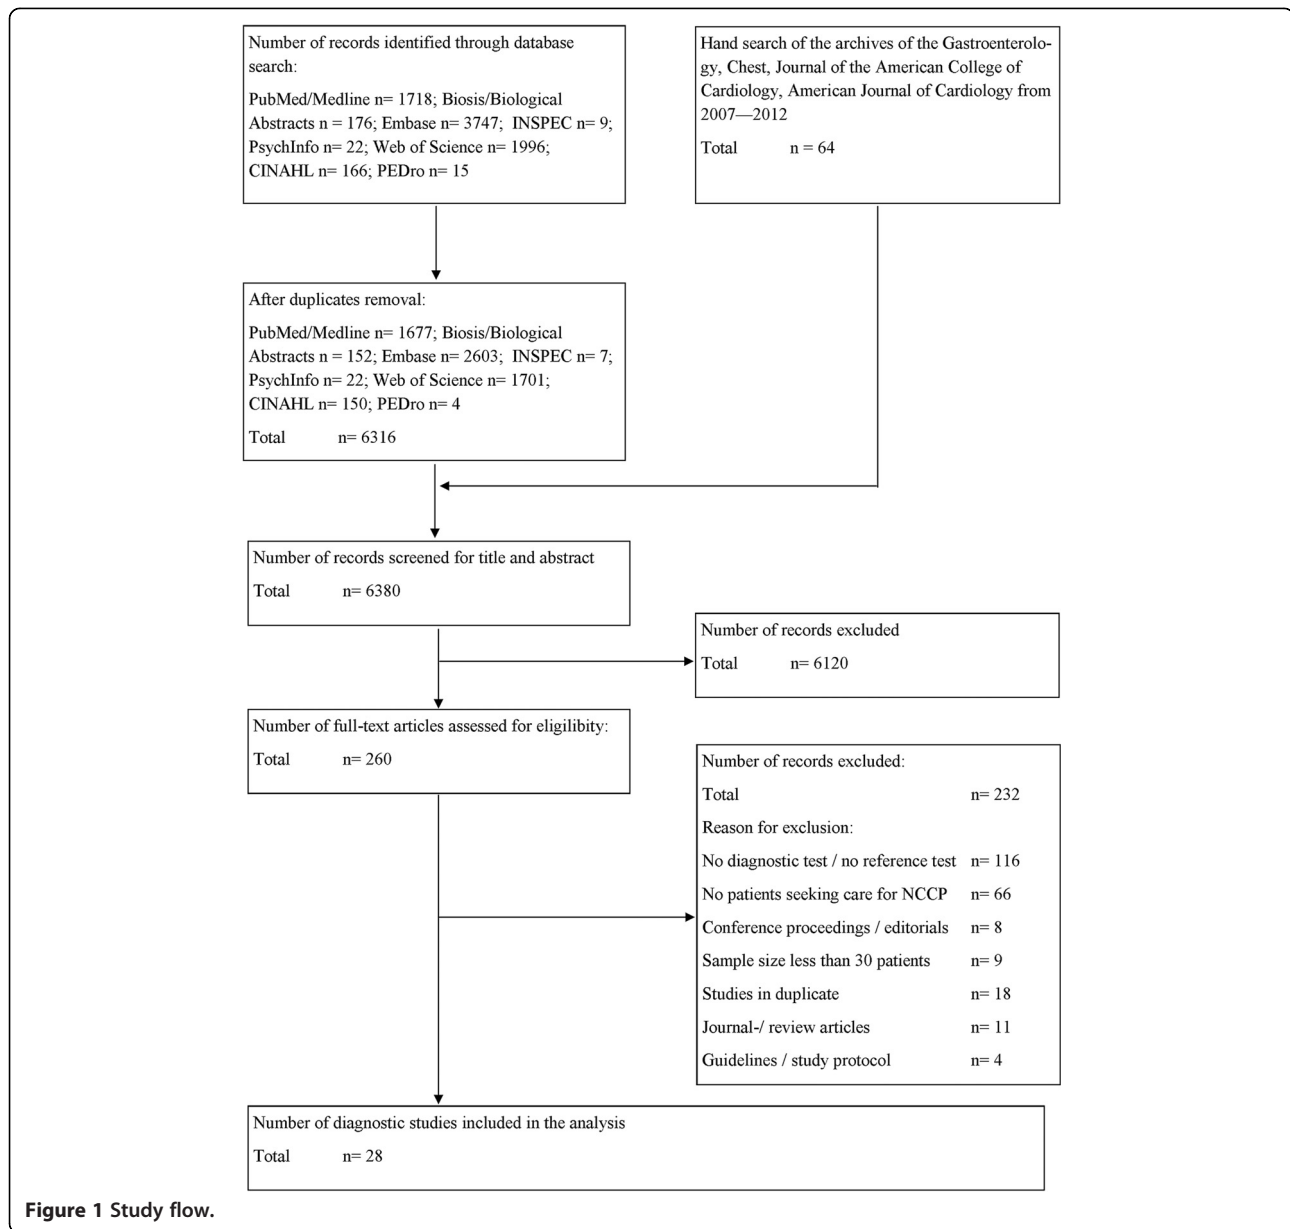 Number of records identified through database
search:
PubMed/Medline n= 1718; Biosis/Biological
Abstracts n = 176; Embase n= 3747;  INSPEC n= 9;
PsychInfo n= 22; Web of Science n= 1996;
CINAHL n= 166; PEDro n= 15
Hand search of the archives of the Gastroenterolo-
gy, Chest, Journal of the American College of
Cardiology, American Journal of Cardiology from
2007—2012
Total n = 64
After duplicates removal:
PubMed/Medline n= 1677; Biosis/Biological
Abstracts n = 152; Embase n= 2603;  INSPEC n= 7;
PsychInfo n= 22; Web of Science n= 1701;
CINAHL n= 150; PEDro n= 4
Total n= 6316
Number of records screened for title and abstract
Total n= 6380
Number of records excluded
Total n= 6120
Number of full-text articles assessed for eligilibity:
Total n= 260
Number of records excluded:
Total n= 232
Reason for exclusion:
No diagnostic test / no reference test n= 116
No patients seeking care for NCCP n= 66
Conference proceedings / editorials n= 8
Sample size less than 30 patients n= 9
Studies in duplicate n= 18
Journal-/ review articles n= 11
Guidelines / study protocol n= 4
Number of diagnostic studies included in the analysis
Total n= 28
Figure 1 Study flow.